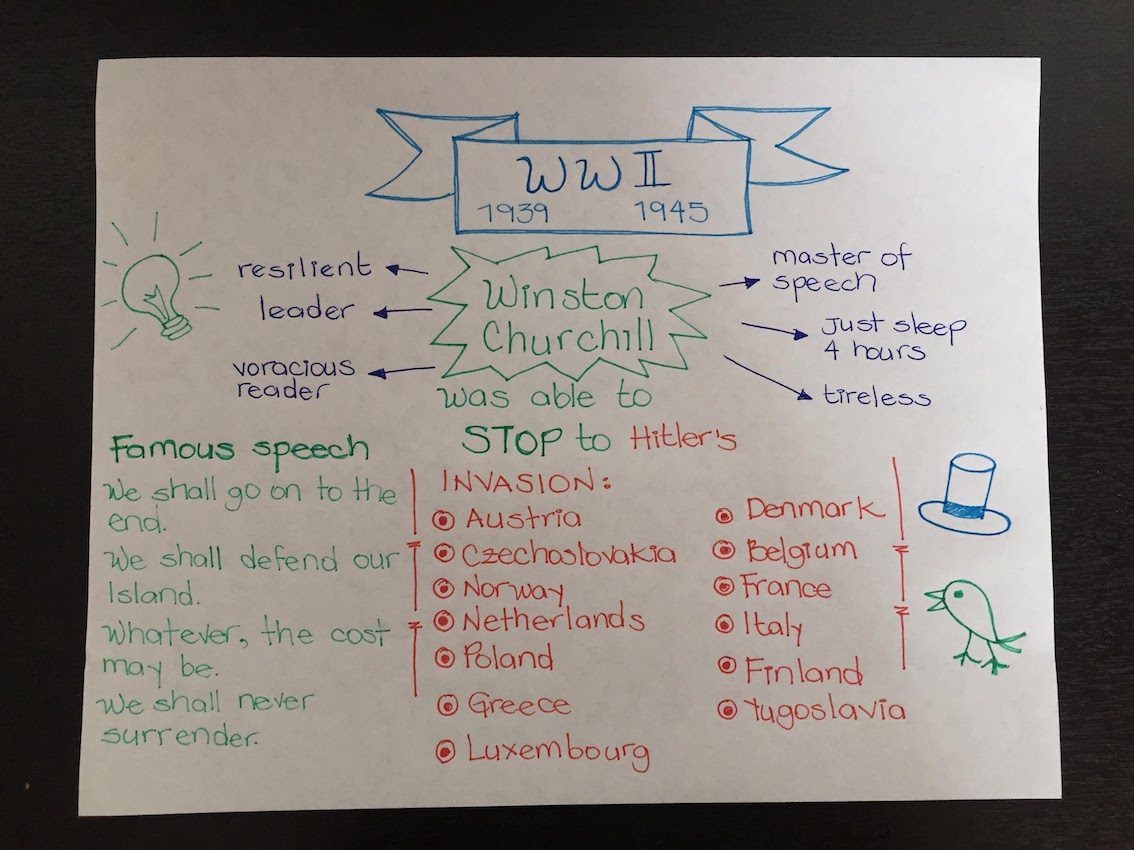 WW II
1939 1945
Winston
Churchill
was able to
STOP to Hitler's
resilient
leader
voracious
reader
master of
speech
Just sleep
4 hours
tireless
Famous speech
We shall go on to the
end.
We shall defend our
Island.
Whatever, the cost
may be.
We shall never
surrender.
INVASION:
Austria
Czechoslovakia
Norway
Netherlands
Poland
Greece
Luxembourg
Denmark
Belgium
France
Italy
Finland
Yugoslavia